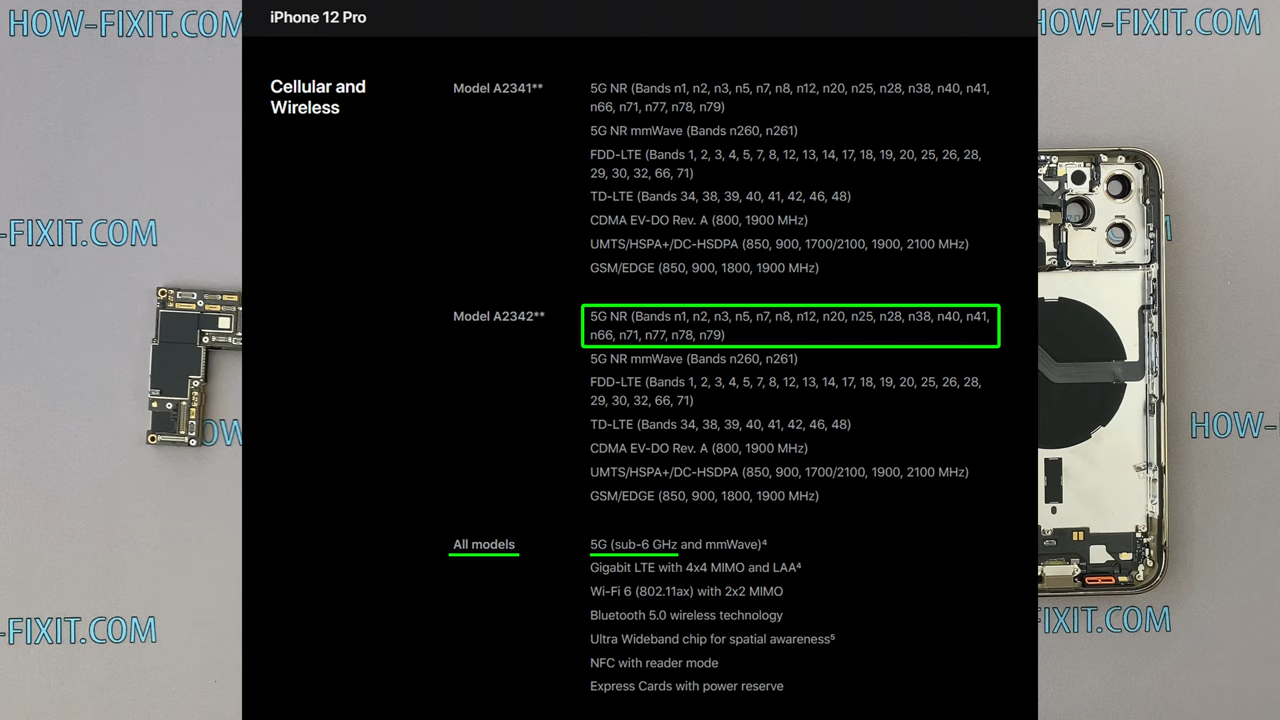 HOW-FIXIT.COM
HOW-FIXIT.COM
iPhone 12 Pro
Cellular and
Wireless
Model A2341**
5G NR (Bands n1, n2, n3, n5, n7, n8, n12, n20, n25, n28, n38, n40, n41,
n66, n71, n77, n78, n79)
5G NR mmWave (Bands n260, n261)
FDD-LTE (Bands 1, 2, 3, 4, 5, 7, 8, 12, 13, 14, 17, 18, 19, 20, 25, 26, 28,
29, 30, 32, 66, 71)
TD-LTE (Bands 34, 38, 39, 40, 41, 42, 46, 48)
CDMA EV-DO Rev. A (800, 1900 MHz)
UMTS/HSPA+/DC-HSDPA (850, 900, 1700/2100, 1900, 2100 MHz)
GSM/EDGE (850, 900, 1800, 1900 MHz)
-FIXIT.COM
Model A2342**
5G NR (Bands n1, n2, n3, n5, n7, n8, n12, n20, n25, n28, n38, n40, n41,
n66, n71, n77, n78, n79)
5G NR mmWave (Bands n260, n261)
FDD-LTE (Bands 1, 2, 3, 4, 5, 7, 8, 12, 13, 14, 17, 18, 19, 20, 25, 26, 28,
29, 30, 32, 66, 71)
TD-LTE (Bands 34, 38, 39, 40, 41, 42, 46, 48)
CDMA EV-DO Rev. A (800, 1900 MHz)
UMTS/HSPA+/DC-HSDPA (850, 900, 1700/2100, 1900, 2100 MHz)
GSM/EDGE (850, 900, 1800, 1900 MHz)
HOW-
All models
5G (sub-6 GHz and mmWave)⁴
Gigabit LTE with 4x4 MIMO and LAA⁴
Wi-Fi 6 (802.11ax) with 2x2 MIMO
Bluetooth 5.0 wireless technology
Ultra Wideband chip for spatial awareness⁵
NFC with reader mode
Express Cards with power reserve
-FIXIT.COM
FIXIT.COM